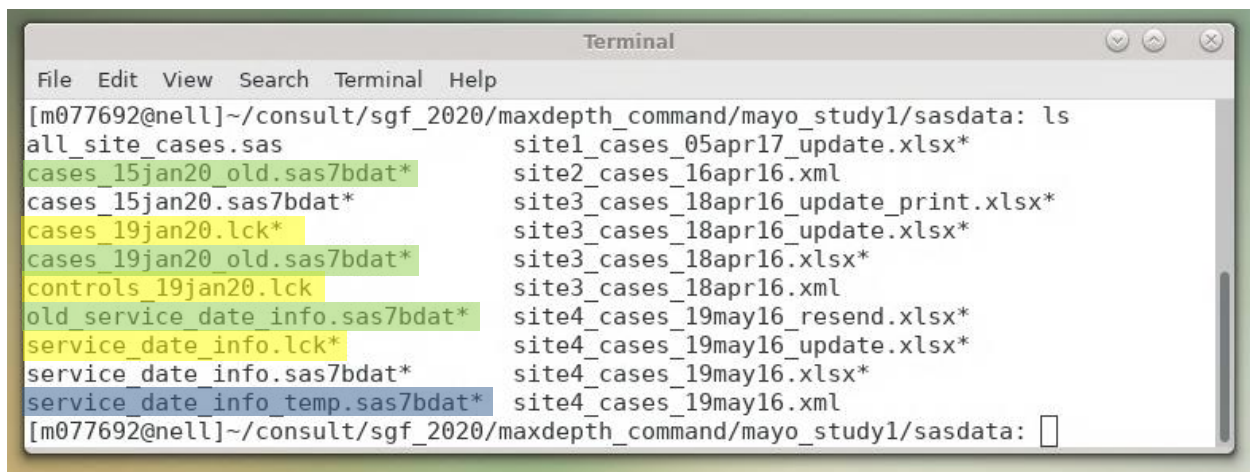 Terminal
File Edit View Search Terminal Help
[m077692@nell]~/consult/sgf_2020/maxdepth_command/mayo_study1/sasdata: ls
all_site_cases.sas site1_cases_05apr17_update.xlsx*
cases_15jan20_old.sas7bdat* site2_cases_16apr16.xml
cases_15jan20.sas7bdat* site3_cases_18apr16_update_print.xlsx*
cases_19jan20.lck* site3_cases_18apr16_update.xlsx*
cases_19jan20_old.sas7bdat* site3_cases_18apr16.xlsx*
controls_19jan20.lck site3_cases_18apr16.xml
old_service_date_info.sas7bdat* site4_cases_19may16_resend.xlsx*
service_date_info.lck* site4_cases_19may16_update.xlsx*
service_date_info.sas7bdat* site4_cases_19may16.xlsx*
service_date_info_temp.sas7bdat* site4_cases_19may16.xml
[m077692@nell]~/consult/sgf_2020/maxdepth_command/mayo_study1/sasdata: